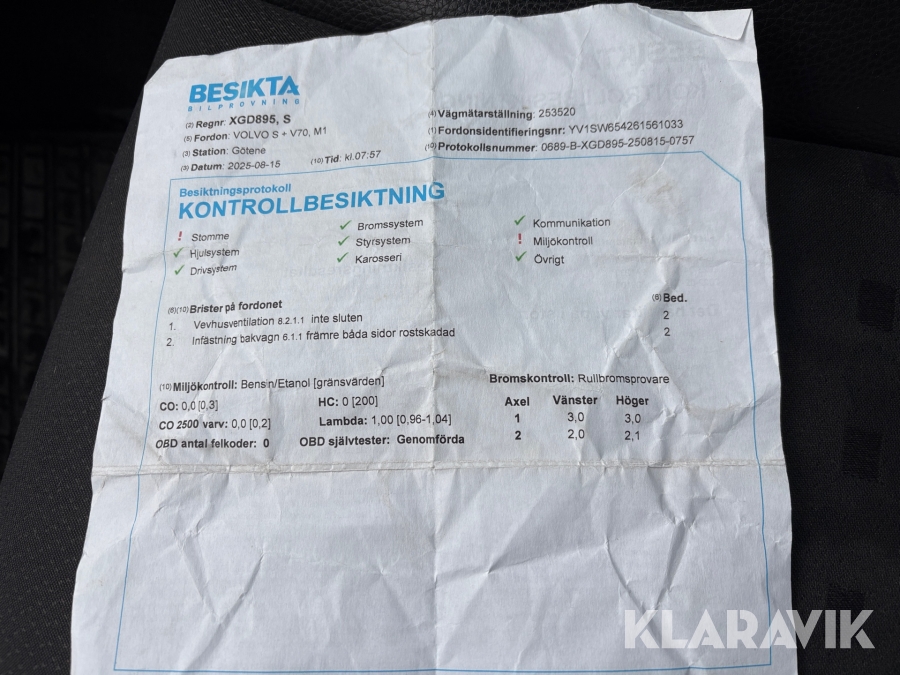 BESIKTA
BILPROVNING
(2) Regnr: XGD895, S
(5) Fordon: VOLVO S + V70, M1
(3) Station: Götene
(3) Datum: 2025-08-15 (10) Tid: kl.07:57
(4) Vägmätarställning: 253520
(1) Fordonsidentifieringsnr: YV1SW654261561033
(10) Protokollsnummer: 0689-B-XGD895-250815-0757
Besiktningsprotokoll
KONTROLLBESIKTNING
! Stomme
✓ Hjulsystem
✓ Drivsystem
✓ Bromssystem
✓ Styrsystem
✓ Karosseri
✓ Kommunikation
! Miljökontroll
✓ Övrigt
(6)(10) Brister på fordonet (6) Bed.
1. Vevhusventilation 8.2.1.1 inte sluten 2
2. Infästning bakvagn 6.1.1 främre båda sidor rostskadad 2
(10) Miljökontroll: Bensin/Etanol [gränsvärden]
CO: 0,0 [0,3] HC: 0 [200]
CO 2500 varv: 0,0 [0,2] Lambda: 1,00 [0,96-1,04]
OBD antal felkoder: 0 OBD självtester: Genomförda
Bromskontroll: Rullbromsprovare
Axel Vänster Höger
1 3,0 3,0
2 2,0 2,1
KLARAVIK